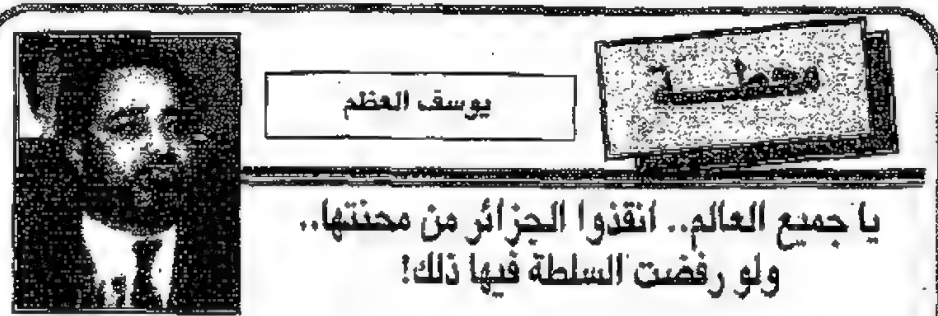 يوسف العظم
يا جميع العالم.. انقذوا الجزائر من محنتها..
ولو رفضت السلطة فيها ذلك!